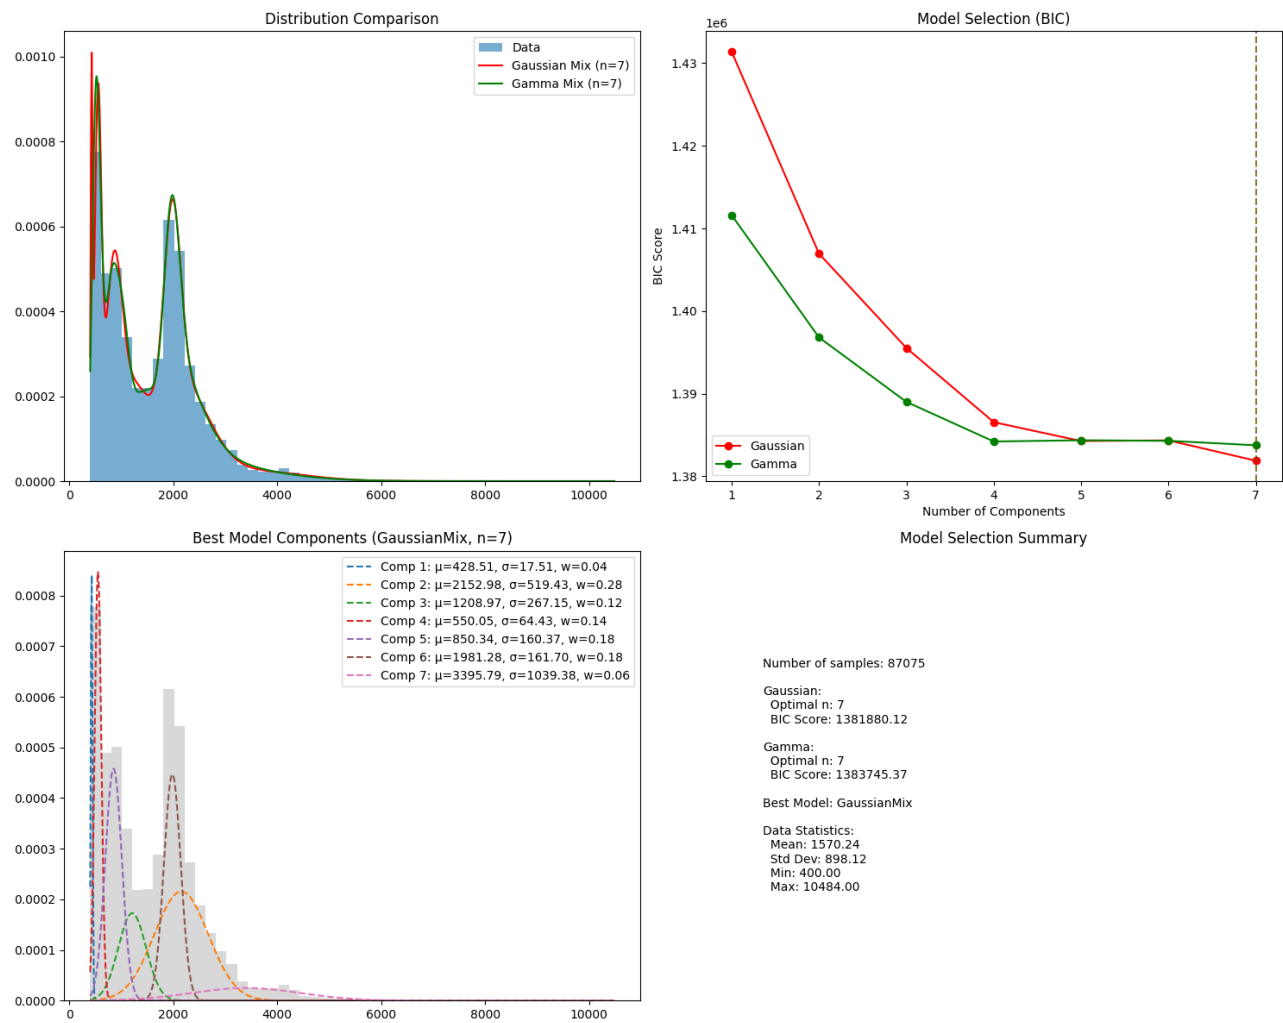 Distribution Comparison
0.0010
0.0008
0.0006
0.0004
0.0002
0.0000
0
2000
4000
6000
8000
10000
Data
Gaussian Mix (n=7)
Gamma Mix (n=7)
Model Selection (BIC)
1e6
BIC Score
1.43
1.42
1.41
1.40
1.39
1.38
1
2
3
4
5
6
7
Number of Components
Gaussian
Gamma
Best Model Components (GaussianMix, n=7)
0.0008
0.0007
0.0006
0.0005
0.0004
0.0003
0.0002
0.0001
0.0000
0
2000
4000
6000
8000
10000
Comp 1: μ=428.51, σ=17.51, w=0.04
Comp 2: μ=2152.98, σ=519.43, w=0.28
Comp 3: μ=1208.97, σ=267.15, w=0.12
Comp 4: μ=550.05, σ=64.43, w=0.14
Comp 5: μ=850.34, σ=160.37, w=0.18
Comp 6: μ=1981.28, σ=161.70, w=0.18
Comp 7: μ=3395.79, σ=1039.38, w=0.06
Model Selection Summary
Number of samples: 87075
Gaussian:
Optimal n: 7
BIC Score: 1381880.12
Gamma:
Optimal n: 7
BIC Score: 1383745.37
Best Model: GaussianMix
Data Statistics:
Mean: 1570.24
Std Dev: 898.12
Min: 400.00
Max: 10484.00